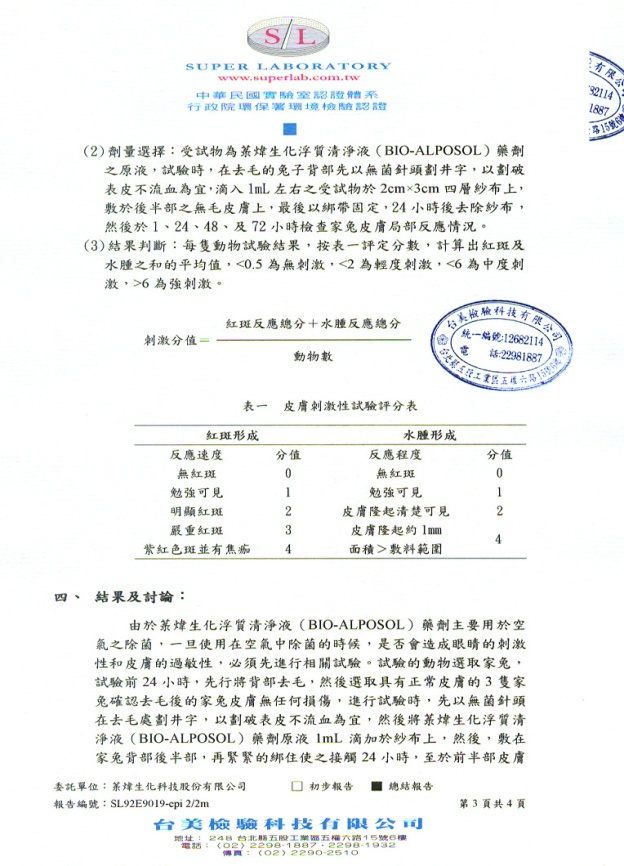 S/L
SUPER LABORATORY
www.superlab.com.tw
中華民國實驗室認證體系
行政院環保署環境檢驗認證
(2)劑量選擇：受試物為菉煒生化浮質清淨液（BIO-ALPOSOL）藥劑
之原液，試驗時，在去毛的兔子背部先以無菌針頭劃井字，以劃破
表皮不流血為宜，滴入 1mL 左右之受試物於 2cm×3cm 四層紗布上，
敷於後半部之無毛皮膚上，最後以綁帶固定，24 小時後去除紗布，
然後於 1、24、48、及 72 小時檢查家兔皮膚局部反應情況。
(3)結果判斷：每隻動物試驗結果，按表一評定分數，計算出紅斑及
水腫之和的平均值，<0.5 為無刺激，<2 為輕度刺激，<6 為中度刺
激，>6 為強刺激。
刺激分值＝
紅斑反應總分＋水腫反應總分
動物數
台美檢驗科技有限公司
統一編號:12682114
電 話:22981887
表一 皮膚刺激性試驗評分表
紅斑形成 水腫形成
反應速度 分值 反應程度 分值
無紅斑 0 無紅斑 0
勉強可見 1 勉強可見 1
明顯紅斑 2 皮膚隆起清楚可見 2
嚴重紅斑 3 皮膚隆起約 1mm
4
紫紅色斑並有焦痂 4 面積＞敷料範圍
四、 結果及討論：
由於菉煒生化浮質清淨液（BIO-ALPOSOL）藥劑主要用於空
氣之除菌，一旦使用在空氣中除菌的時候，是否會造成眼睛的刺激
性和皮膚的過敏性，必須先進行相關試驗。試驗的動物選取家兔，
試驗前 24 小時，先行將背部去毛，然後選取具有正常皮膚的 3 隻家
兔確認去毛後的家兔皮膚無任何損傷，進行試驗時，先以無菌針頭
在去毛處劃井字，以劃破表皮不流血為宜，然後將菉煒生化浮質清
淨液（BIO-ALPOSOL）藥劑原液 1mL 滴加於紗布上，然後，敷在
家兔背部後半部，再緊緊的綁住使之接觸 24 小時，至於前半部皮膚
委託單位：菉煒生化科技股份有限公司 □ 初步報告 ■ 總結報告
報告編號：SL92E9019-epi 2/2m 第 3 頁共 4 頁
台美檢驗科技有限公司
地址： 248 台北縣五股工業區五權六路15號6樓
電話：（02）2298-1887・2298-1932
傳真：（02）2290-2510